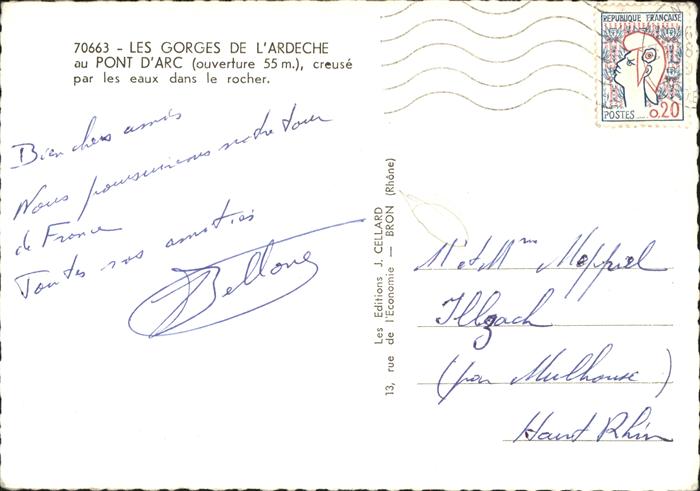 70663 - LES GORGES DE L'ARDECHE
au PONT D'ARC (ouverture 55 m.), creusé
par les eaux dans le rocher.
REPUBLIQUE FRANÇAISE
POSTES
0,20
Bien chers amis
Nous poursuivons notre tour
de France
Toutes nos amitiés
Les Editions J. CELLARD
13, rue de l'Economie — BRON (Rhône)
Mr et Mme
Illzach
(par Mulhouse)
Haut Rhin